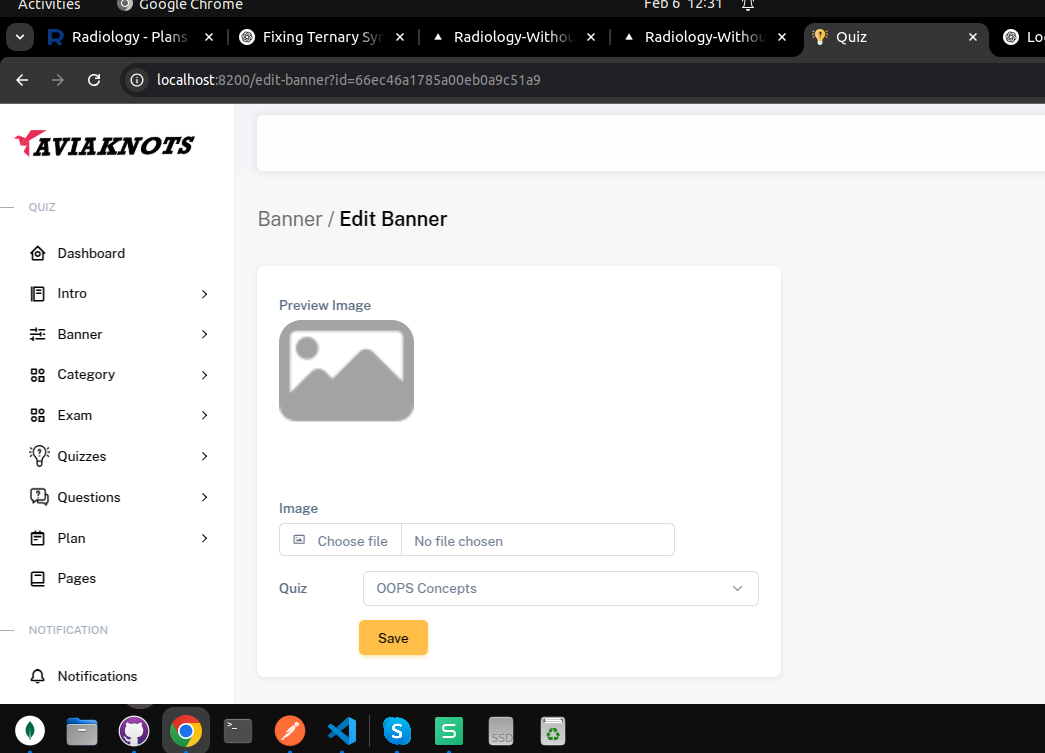 Activities Google Chrome Feb 6 12:31
Radiology - Plans Fixing Ternary Syn Radiology-Withou Radiology-Withou Quiz Lo
localhost:8200/edit-banner?id=66ec46a1785a00eb0a9c51a9
AVIAKNOTS
QUIZ
Dashboard
Intro
Banner
Category
Exam
Quizzes
Questions
Plan
Pages
NOTIFICATION
Notifications
Banner / Edit Banner
Preview Image
Image
Choose file No file chosen
Quiz OOPS Concepts
Save
SSD